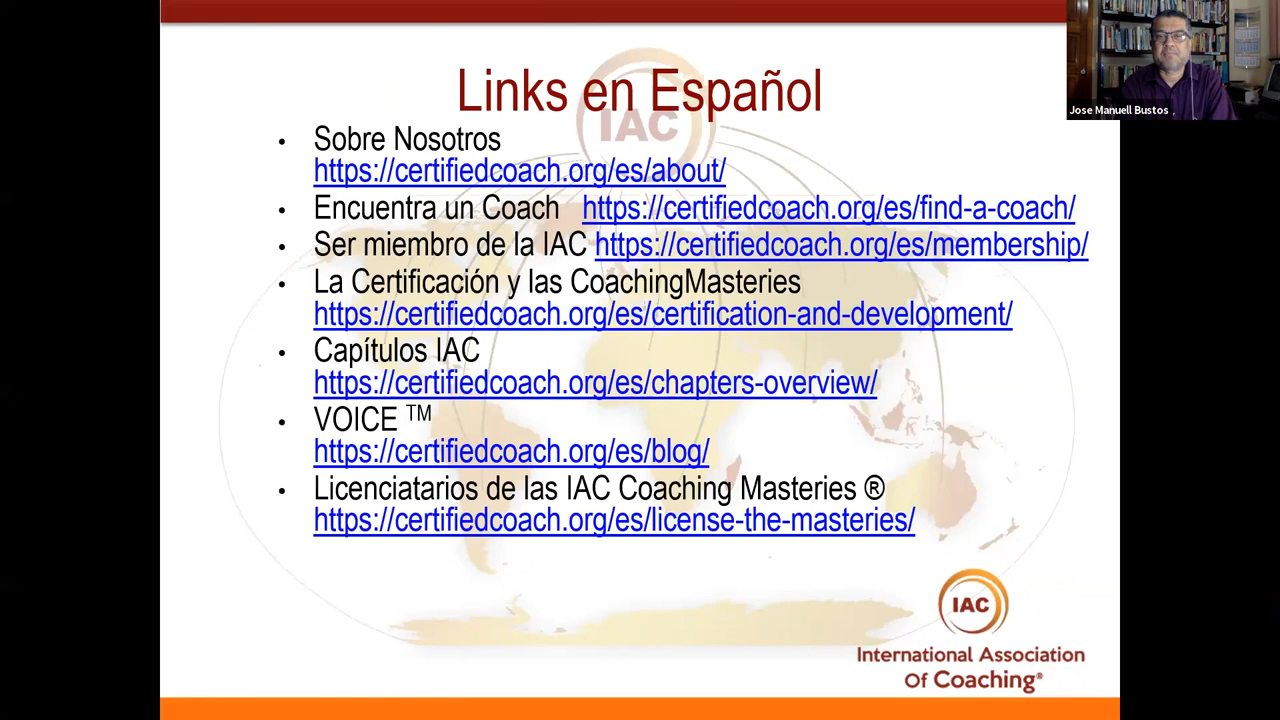 Links en Español
IAC
Jose Manuell Bustos
• Sobre Nosotros
https://certifiedcoach.org/es/about/
• Encuentra un Coach https://certifiedcoach.org/es/find-a-coach/
• Ser miembro de la IAC https://certifiedcoach.org/es/membership/
• La Certificación y las CoachingMasteries
https://certifiedcoach.org/es/certification-and-development/
• Capítulos IAC
https://certifiedcoach.org/es/chapters-overview/
• VOICE TM
https://certifiedcoach.org/es/blog/
• Licenciatarios de las IAC Coaching Masteries ®
https://certifiedcoach.org/es/license-the-masteries/
IAC
International Association
Of Coaching®